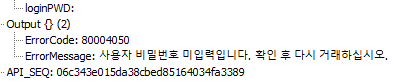 loginPWD:
Output {} (2)
ErrorCode: 80004050
ErrorMessage: 사용자 비밀번호 미입력입니다. 확인 후 다시 거래하십시오.
API_SEQ: 06c343e015da38cbed85164034fa3389